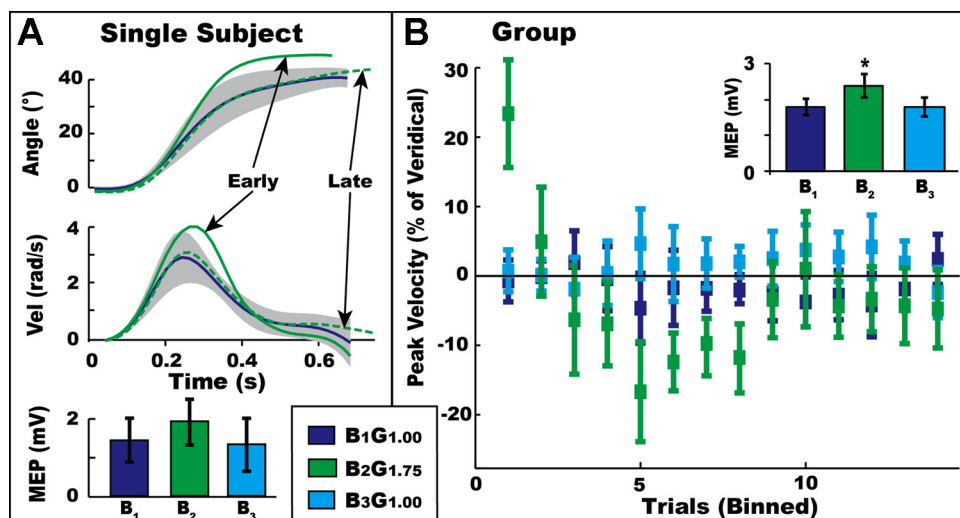 A Single Subject
40
20
0
Angle (°)
Early
Late
4
2
0
Vel (rad/s)
0
0.2
0.4
0.6
Time (s)
2
0
MEP (mV)
B1
B2
B3
B1G1.00
B2G1.75
B3G1.00
B Group
30
20
10
0
-10
-20
Peak Velocity (% of Veridical)
0
5
10
Trials (Binned)
3
0
MEP (mV)
*
B1
B2
B3